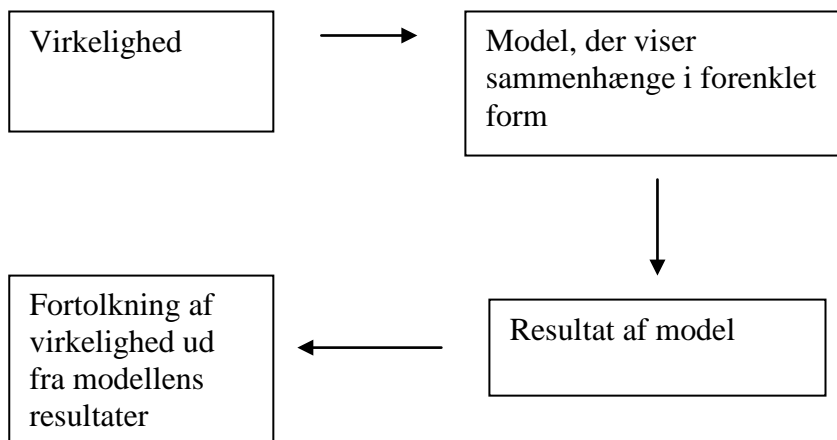 Virkelighed
Model, der viser
sammenhænge i forenklet
form
Resultat af model
Fortolkning af
virkelighed ud
fra modellens
resultater